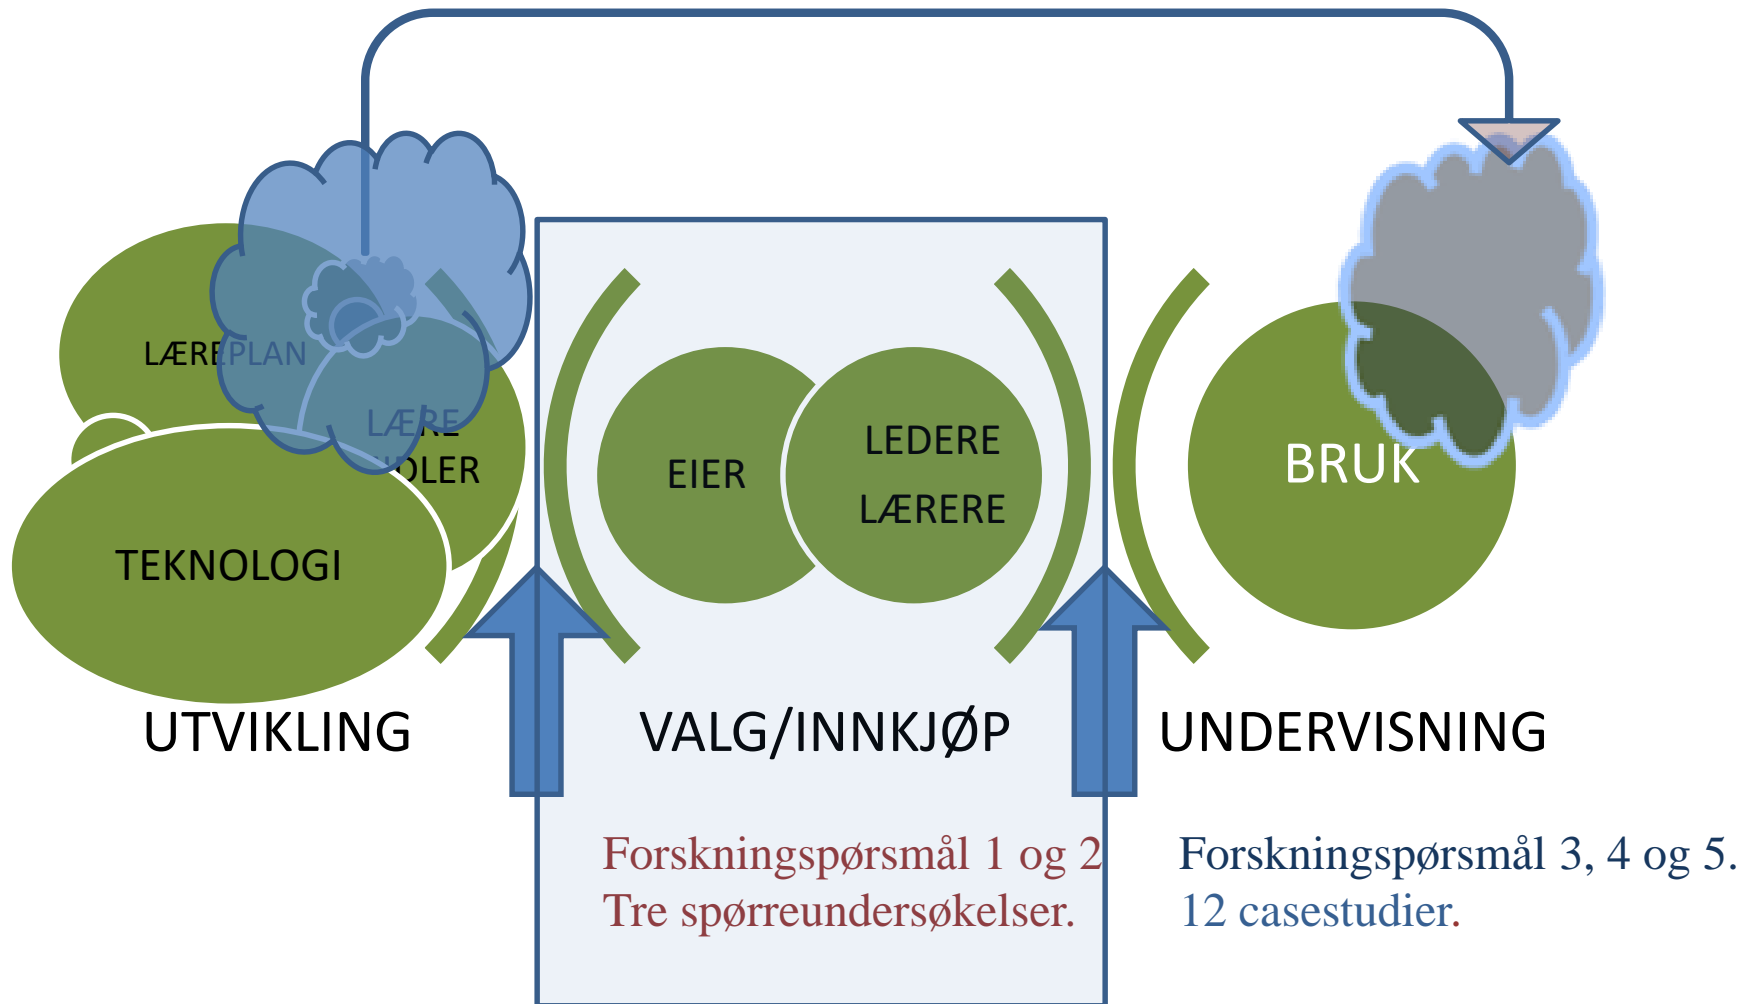 LÆREPLAN
LÆRE
DLER
TEKNOLOGI
EIER
LEDERE
LÆRERE
BRUK
UTVIKLING
VALG/INNKJØP
UNDERVISNING
Forskningspørsmål 1 og 2
Tre spørreundersøkelser.
Forskningspørsmål 3, 4 og 5.
12 casestudier.